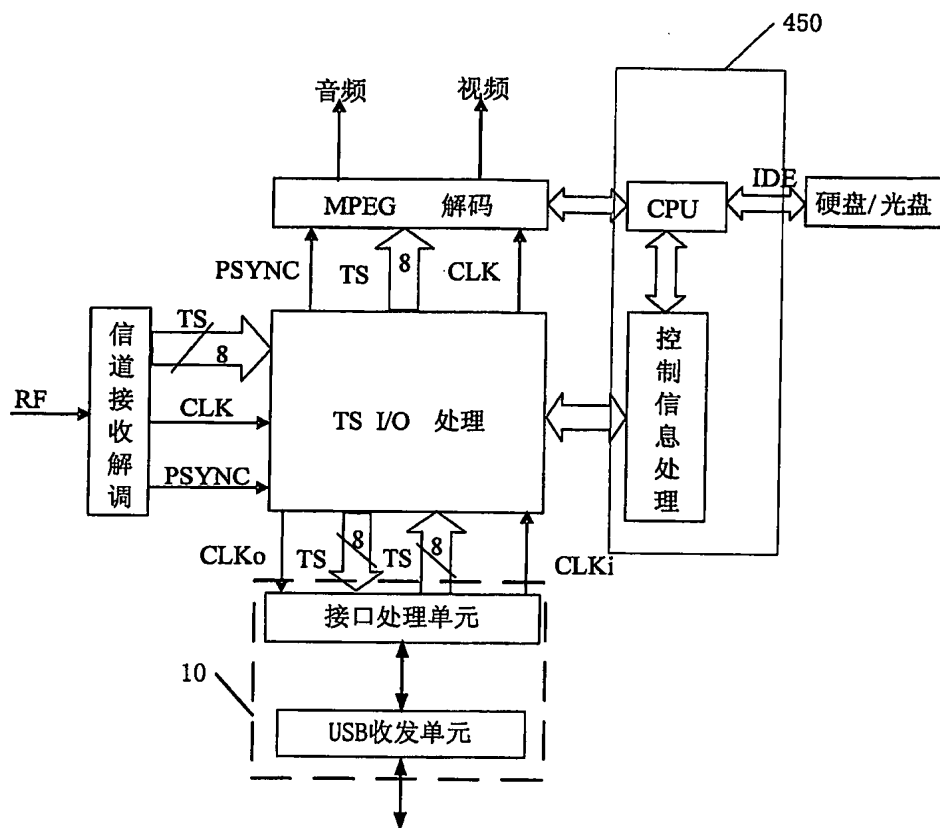 450
音频
视频
IDE
MPEG 解码
CPU
硬盘/光盘
PSYNC
TS
8
CLK
信道接收解调
TS
8
RF
CLK
PSYNC
TS I/O 处理
控制信息处理
CLKo
TS
8
TS
8
CLKi
接口处理单元
10
USB收发单元